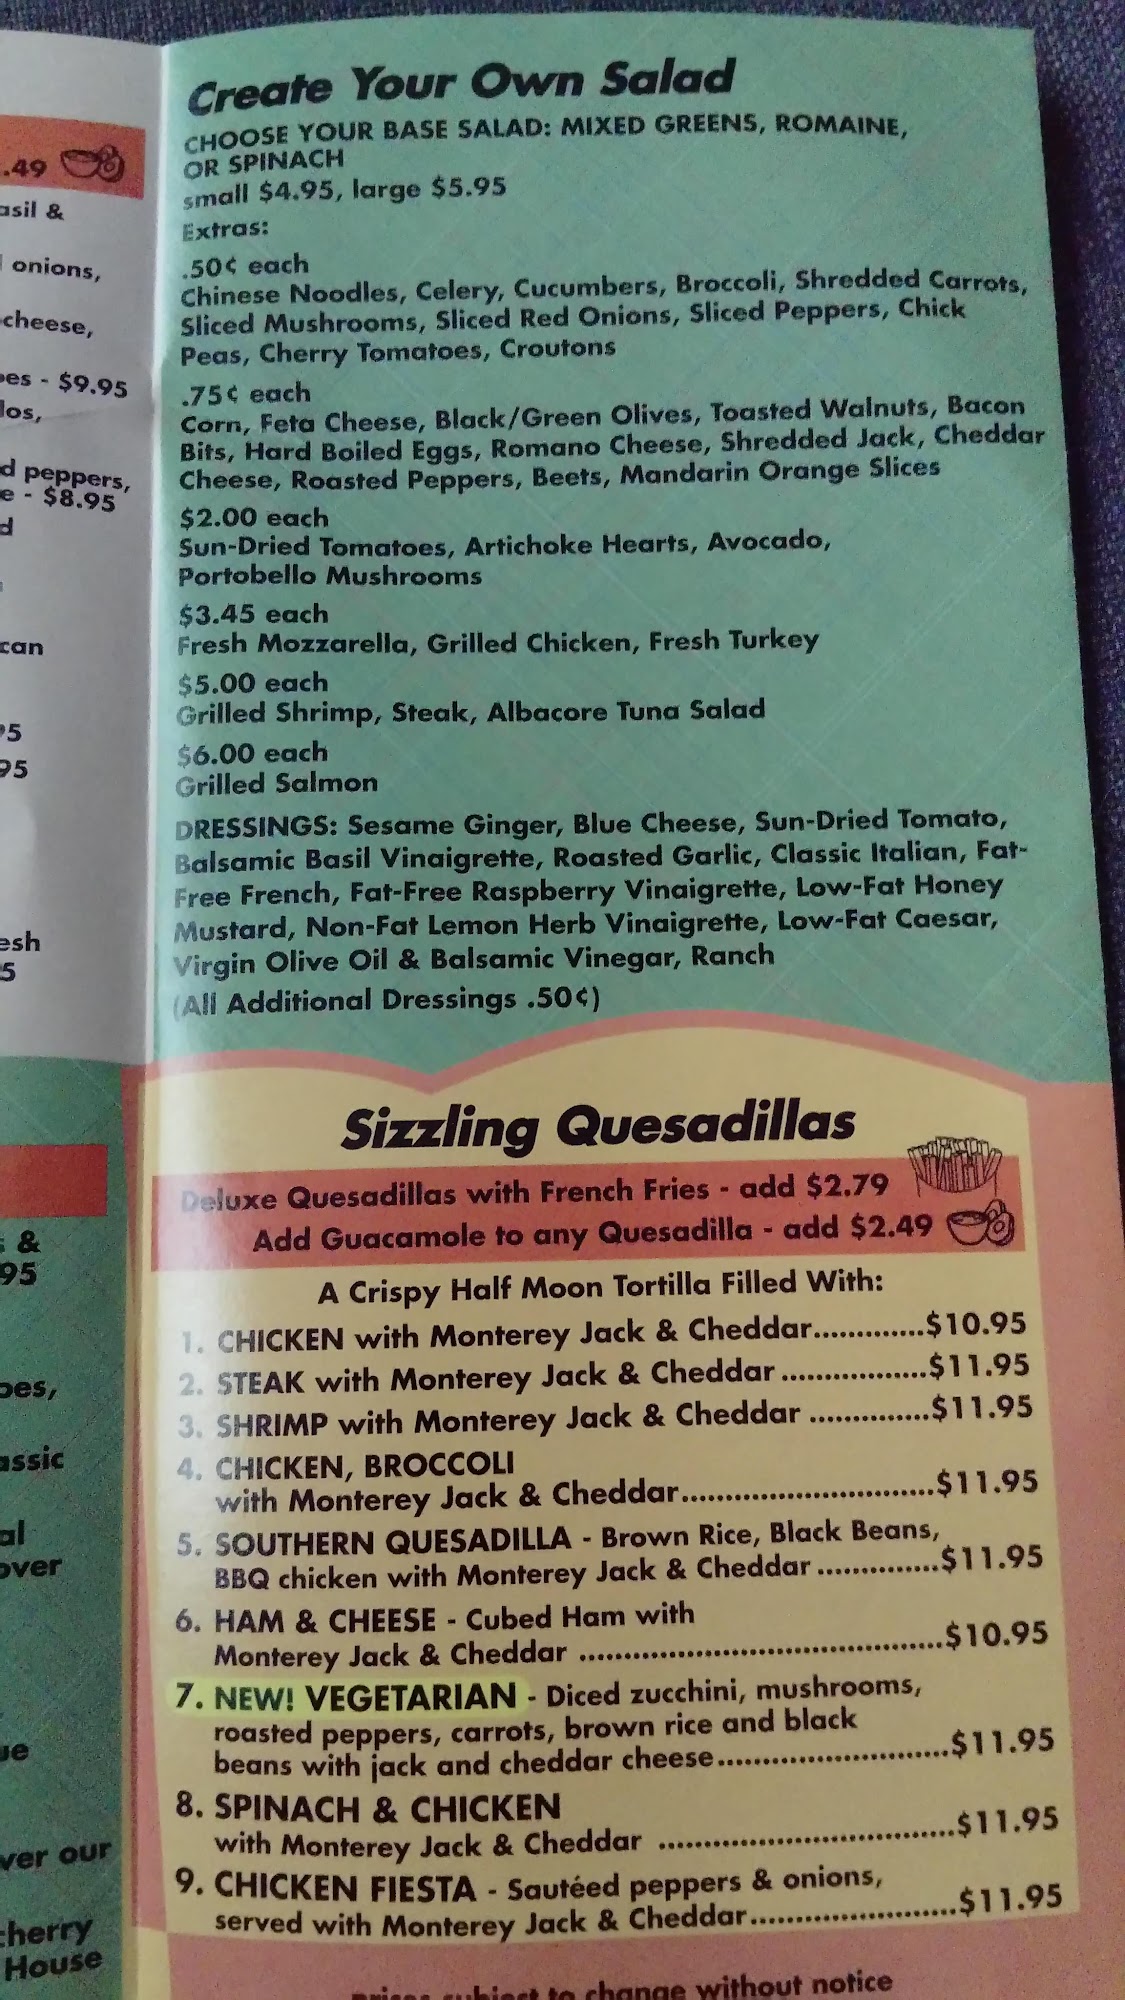 .49
asil &
onions,
cheese,
- $9.95
los,
d peppers,
e - $8.95
d
can
95
95
esh
5
&
95
oes,
assic
al
over
ue
ver our
cherry
House
Create Your Own Salad
CHOOSE YOUR BASE SALAD: MIXED GREENS, ROMAINE,
OR SPINACH
small $4.95, large $5.95
Extras:
.50¢ each
Chinese Noodles, Celery, Cucumbers, Broccoli, Shredded Carrots,
Sliced Mushrooms, Sliced Red Onions, Sliced Peppers, Chick
Peas, Cherry Tomatoes, Croutons
.75¢ each
Corn, Feta Cheese, Black/Green Olives, Toasted Walnuts, Bacon
Bits, Hard Boiled Eggs, Romano Cheese, Shredded Jack, Cheddar
Cheese, Roasted Peppers, Beets, Mandarin Orange Slices
$2.00 each
Sun-Dried Tomatoes, Artichoke Hearts, Avocado,
Portobello Mushrooms
$3.45 each
Fresh Mozzarella, Grilled Chicken, Fresh Turkey
$5.00 each
Grilled Shrimp, Steak, Albacore Tuna Salad
$6.00 each
Grilled Salmon
DRESSINGS: Sesame Ginger, Blue Cheese, Sun-Dried Tomato,
Balsamic Basil Vinaigrette, Roasted Garlic, Classic Italian, Fat-
Free French, Fat-Free Raspberry Vinaigrette, Low-Fat Honey
Mustard, Non-Fat Lemon Herb Vinaigrette, Low-Fat Caesar,
Virgin Olive Oil & Balsamic Vinegar, Ranch
(All Additional Dressings .50¢)
Sizzling Quesadillas
Deluxe Quesadillas with French Fries - add $2.79
Add Guacamole to any Quesadilla - add $2.49
A Crispy Half Moon Tortilla Filled With:
1. CHICKEN with Monterey Jack & Cheddar.............$10.95
2. STEAK with Monterey Jack & Cheddar.................$11.95
3. SHRIMP with Monterey Jack & Cheddar..............$11.95
4. CHICKEN, BROCCOLI
with Monterey Jack & Cheddar.............................$11.95
5. SOUTHERN QUESADILLA - Brown Rice, Black Beans,
BBQ chicken with Monterey Jack & Cheddar..............$11.95
6. HAM & CHEESE - Cubed Ham with
Monterey Jack & Cheddar..........................................$10.95
7. NEW! VEGETARIAN - Diced zucchini, mushrooms,
roasted peppers, carrots, brown rice and black
beans with jack and cheddar cheese...........................$11.95
8. SPINACH & CHICKEN
with Monterey Jack & Cheddar..................................$11.95
9. CHICKEN FIESTA - Sautéed peppers & onions,
served with Monterey Jack & Cheddar........................$11.95
prices subject to change without notice